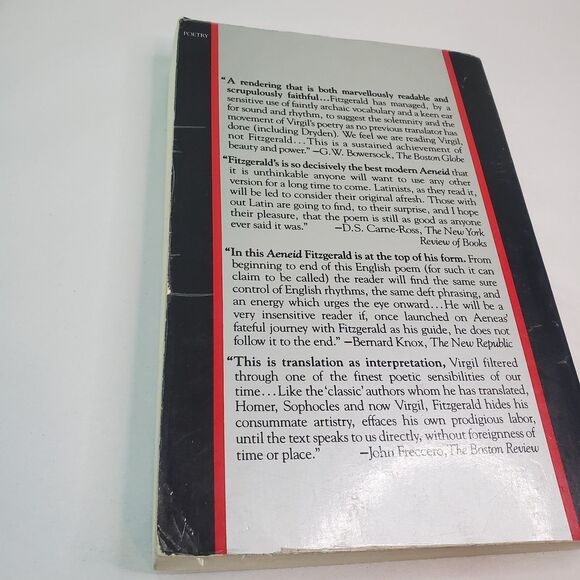 POETRY
"A rendering that is both marvellously readable and
scrupulously faithful...Fitzgerald has managed, by a
sensitive use of faintly archaic vocabulary and a keen ear
for sound and rhythm, to suggest the solemnity and the
movement of Virgil's poetry as no previous translator has
done (including Dryden). We feel we are reading Virgil,
not Fitzgerald...This is a sustained achievement of
beauty and power." —G.W. Bowersock, The Boston Globe
"Fitzgerald's is so decisively the best modern Aeneid that
it is unthinkable anyone will want to use any other
version for a long time to come. Latinists, as they read it,
will be led to consider their original afresh. Those with
out Latin are going to find, to their surprise, and I hope
their pleasure, that the poem is still as good as anyone
ever said it was." —D.S. Carne-Ross, The New York
Review of Books
"In this Aeneid Fitzgerald is at the top of his form. From
beginning to end of this English poem (for such it can
claim to be called) the reader will find the same sure
control of English rhythms, the same deft phrasing, and
an energy which urges the eye onward...He will be a
very insensitive reader if, once launched on Aeneas'
fateful journey with Fitzgerald as his guide, he does not
follow it to the end." —Bernard Knox, The New Republic
"This is translation as interpretation, Virgil filtered
through one of the finest poetic sensibilities of our
time...Like the 'classic' authors whom he has translated,
Homer, Sophocles and now Virgil, Fitzgerald hides his
consummate artistry, effaces his own prodigious labor,
until the text speaks to us directly, without foreignness of
time or place." —John Freccero, The Boston Review